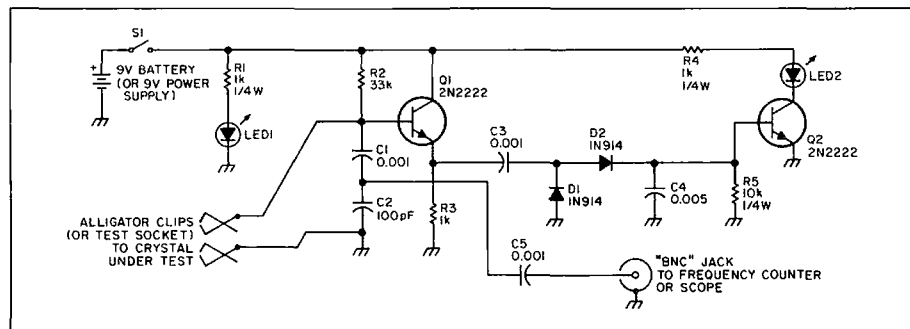 S1
+
9V BATTERY
(OR 9V POWER
SUPPLY)
R1
1k
1/4W
LED1
R2
33k
Q1
2N2222
C1
0.001
C2
100pF
R3
1k
C3
0.001
D1
1N914
D2
1N914
C4
0.005
R4
1k
1/4W
LED2
Q2
2N2222
R5
10k
1/4W
ALLIGATOR CLIPS
(OR TEST SOCKET)
TO CRYSTAL
UNDER TEST
C5
0.001
"BNC" JACK
TO FREQUENCY COUNTER
OR SCOPE